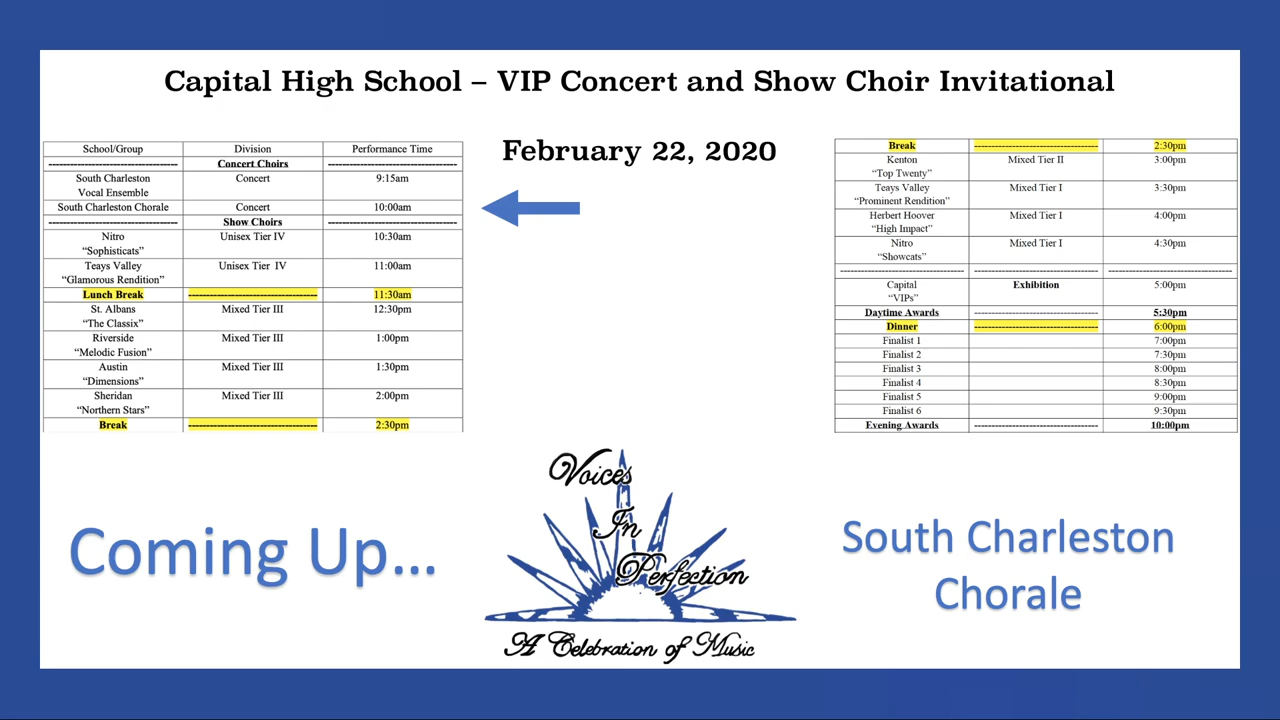 Capital High School – VIP Concert and Show Choir Invitational
February 22, 2020
School/Group Division Performance Time
------------------------------------ Concert Choirs ------------------------------------
South Charleston Concert 9:15am
Vocal Ensemble
South Charleston Chorale Concert 10:00am
------------------------------------ Show Choirs ------------------------------------
Nitro Unisex Tier IV 10:30am
“Sophisticats”
Teays Valley Unisex Tier IV 11:00am
“Glamorous Rendition”
Lunch Break ------------------------------------ 11:30am
St. Albans Mixed Tier III 12:30pm
“The Classix”
Riverside Mixed Tier III 1:00pm
“Melodic Fusion”
Austin Mixed Tier III 1:30pm
“Dimensions”
Sheridan Mixed Tier III 2:00pm
“Northern Stars”
Break ------------------------------------ 2:30pm
Break ------------------------------------ 2:30pm
Kenton Mixed Tier II 3:00pm
“Top Twenty”
Teays Valley Mixed Tier I 3:30pm
“Prominent Rendition”
Herbert Hoover Mixed Tier I 4:00pm
“High Impact”
Nitro Mixed Tier I 4:30pm
“Showcats”
------------------------------------ ------------------------------------ ------------------------------------
Capital Exhibition 5:00pm
“VIPs”
Daytime Awards ------------------------------------ 5:30pm
Dinner ------------------------------------ 6:00pm
Finalist 1 7:00pm
Finalist 2 7:30pm
Finalist 3 8:00pm
Finalist 4 8:30pm
Finalist 5 9:00pm
Finalist 6 9:30pm
Evening Awards ------------------------------------ 10:00pm
Coming Up...
Voices
In
Perfection
A Celebration of Music
South Charleston
Chorale